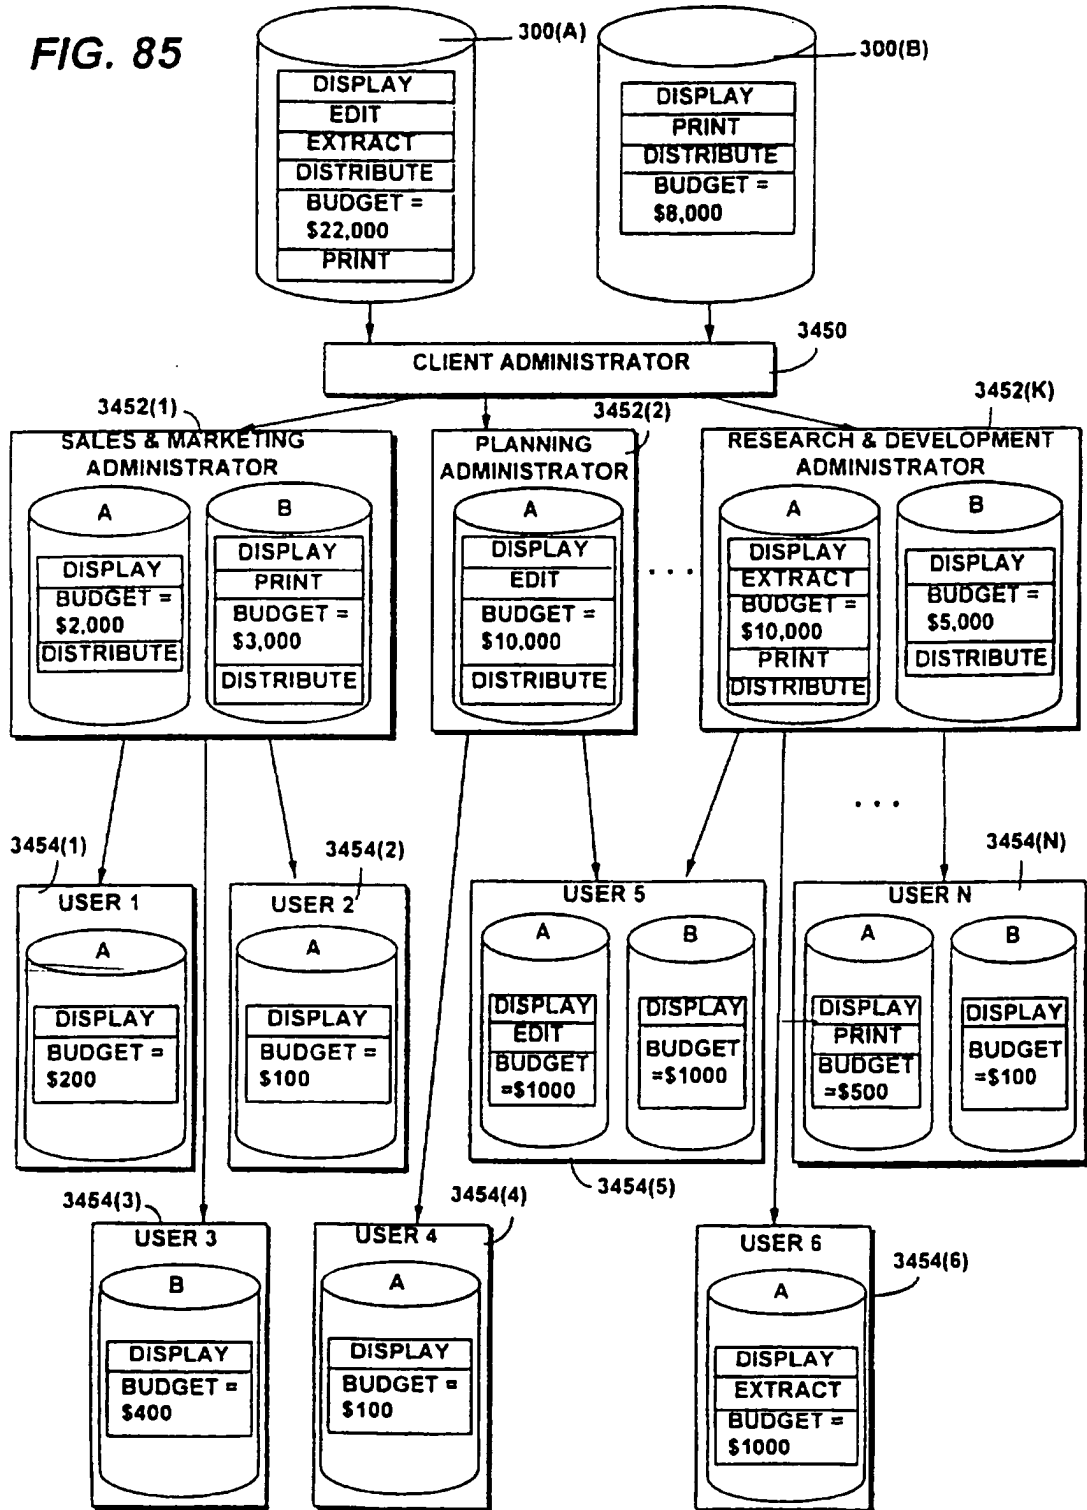 FIG. 85
300(A)
300(B)
DISPLAY
EDIT
EXTRACT
DISTRIBUTE
BUDGET =
$22,000
PRINT
DISPLAY
PRINT
DISTRIBUTE
BUDGET =
$8,000
CLIENT ADMINISTRATOR
3450
3452(1)
SALES & MARKETING
ADMINISTRATOR
A
DISPLAY
BUDGET =
$2,000
DISTRIBUTE
B
DISPLAY
PRINT
BUDGET =
$3,000
DISTRIBUTE
3452(2)
PLANNING
ADMINISTRATOR
A
DISPLAY
EDIT
BUDGET =
$10,000
DISTRIBUTE
. . .
3452(K)
RESEARCH & DEVELOPMENT
ADMINISTRATOR
A
DISPLAY
EXTRACT
BUDGET =
$10,000
PRINT
DISTRIBUTE
B
DISPLAY
BUDGET =
$5,000
DISTRIBUTE
. . .
3454(1)
USER 1
A
DISPLAY
BUDGET =
$200
3454(2)
USER 2
A
DISPLAY
BUDGET =
$100
USER 5
A
DISPLAY
EDIT
BUDGET
=$1000
B
DISPLAY
BUDGET
=$1000
3454(5)
3454(N)
USER N
A
DISPLAY
PRINT
BUDGET
=$500
B
DISPLAY
BUDGET
=$100
3454(3)
USER 3
B
DISPLAY
BUDGET =
$400
3454(4)
USER 4
A
DISPLAY
BUDGET =
$100
USER 6
3454(6)
A
DISPLAY
EXTRACT
BUDGET =
$1000